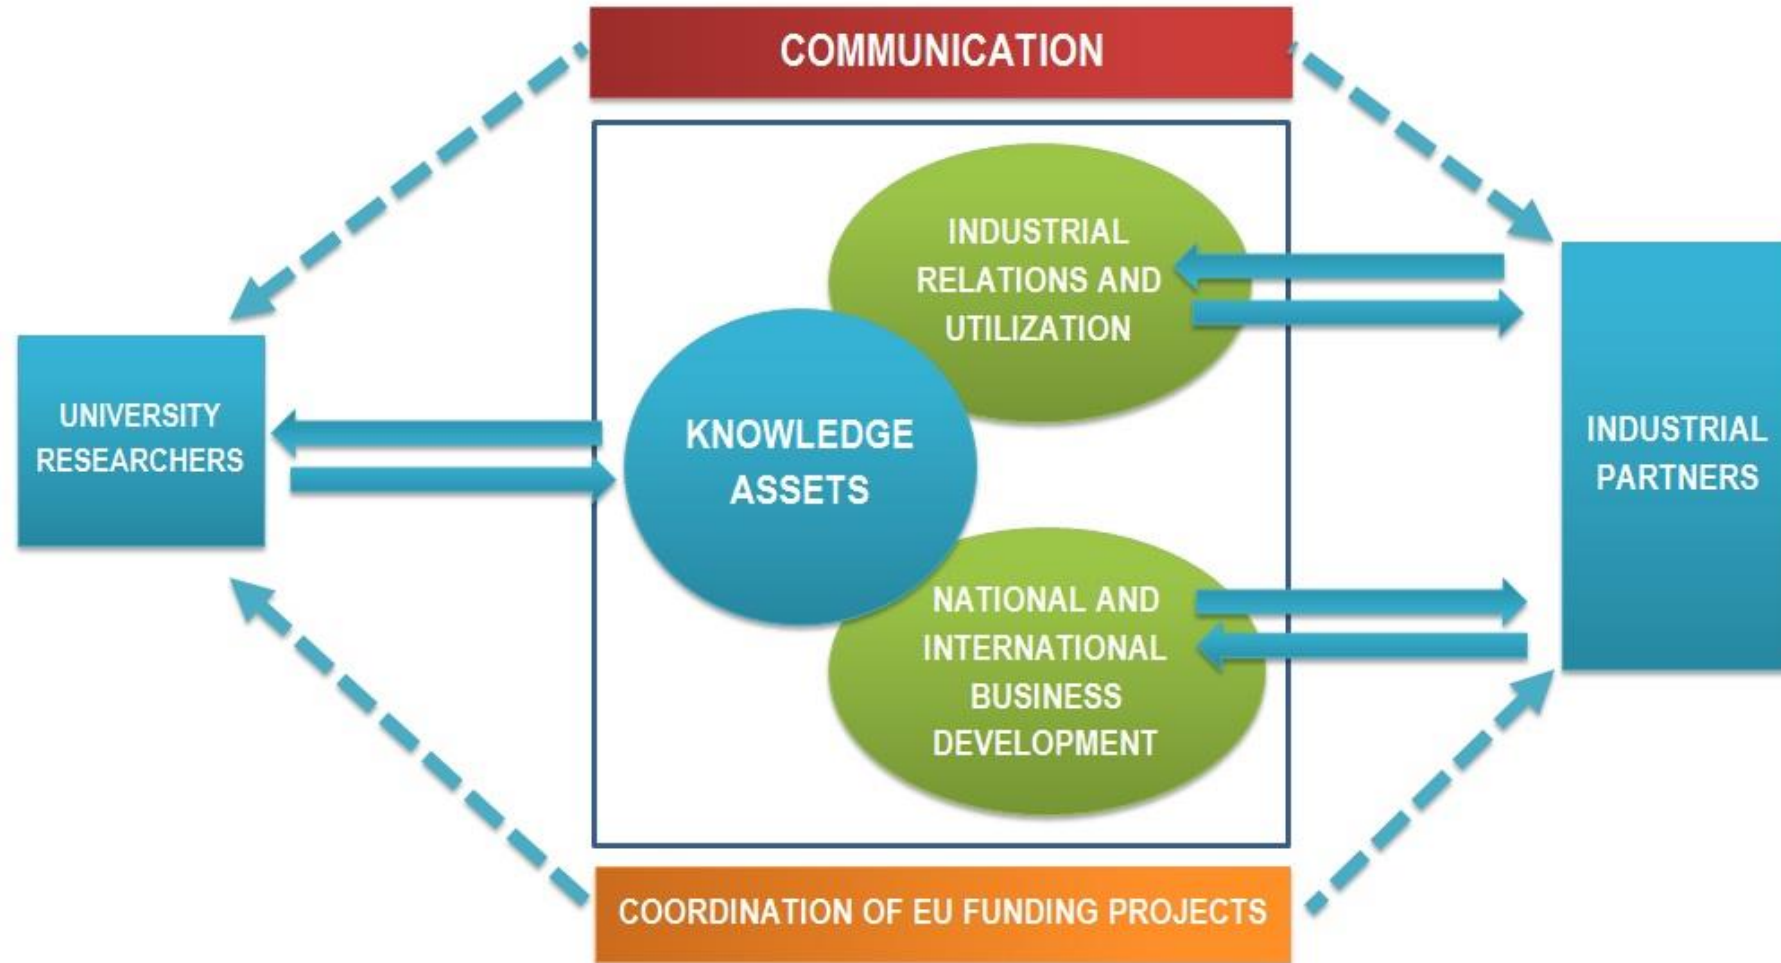 COMMUNICATION
INDUSTRIAL
RELATIONS AND
UTILIZATION
UNIVERSITY
RESEARCHERS
KNOWLEDGE
ASSETS
INDUSTRIAL
PARTNERS
NATIONAL AND
INTERNATIONAL
BUSINESS
DEVELOPMENT
COORDINATION OF EU FUNDING PROJECTS